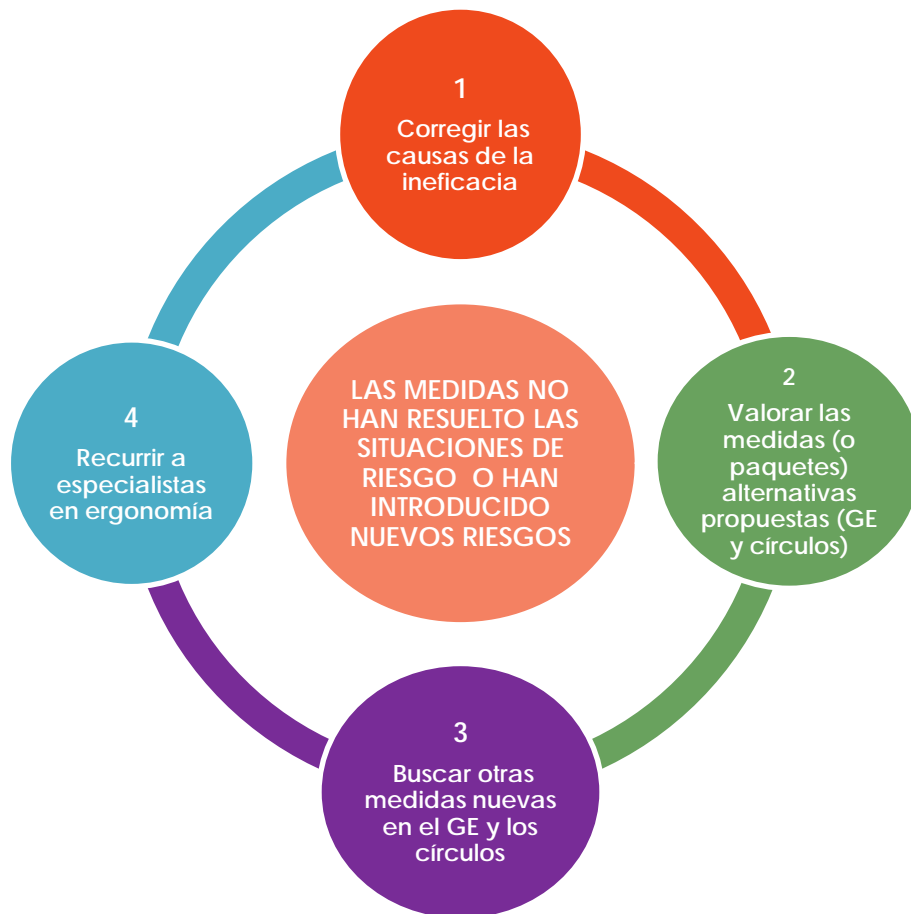 1
Corregir las
causas de la
ineficacia
2
Valorar las
medidas (o
paquetes)
alternativas
propuestas (GE
y círculos)
LAS MEDIDAS NO
HAN RESUELTO LAS
SITUACIONES DE
RIESGO O HAN
INTRODUCIDO
NUEVOS RIESGOS
4
Recurrir a
especialistas
en ergonomía
3
Buscar otras
medidas nuevas
en el GE y los
círculos